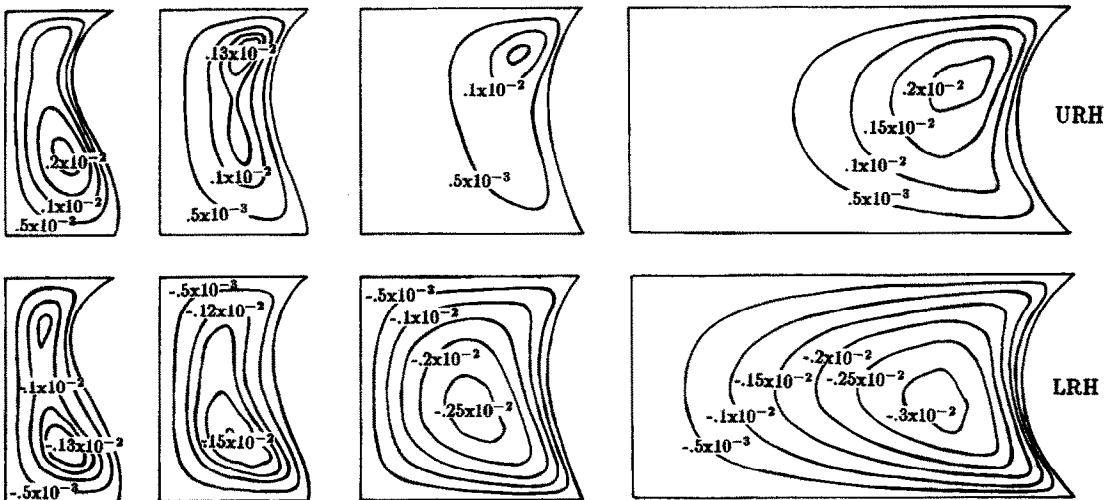 .2x10⁻²
.1x10⁻²
.5x10⁻³
.13x10⁻²
.1x10⁻²
.5x10⁻³
.1x10⁻²
.5x10⁻³
.2x10⁻²
.15x10⁻²
.1x10⁻²
.5x10⁻³
URH
-.1x10⁻²
-.13x10⁻²
-.5x10⁻³
-.5x10⁻³
-.12x10⁻²
-.15x10⁻²
-.5x10⁻³
-.1x10⁻²
-.2x10⁻²
-.25x10⁻²
-.2x10⁻²
-.25x10⁻²
-.15x10⁻²
-.3x10⁻²
-.1x10⁻²
-.5x10⁻³
LRH